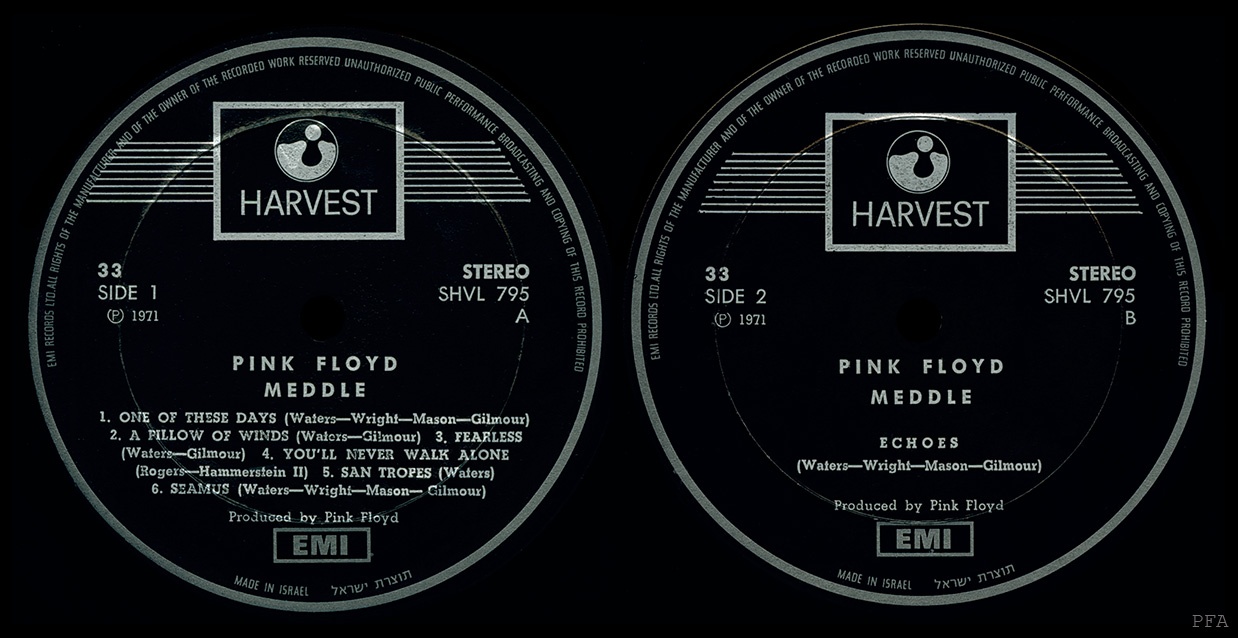 EMI RECORDS LTD. ALL RIGHTS OF THE MANUFACTURER AND OF THE OWNER OF THE RECORDED WORK RESERVED UNAUTHORIZED PUBLIC PERFORMANCE BROADCASTING AND COPYING OF THIS RECORD PROHIBITED
HARVEST
33
SIDE 1
Ⓟ 1971
STEREO
SHVL 795
A
PINK FLOYD
MEDDLE
1. ONE OF THESE DAYS (Waters—Wright—Mason—Gilmour)
2. A PILLOW OF WINDS (Waters—Gilmour) 3. FEARLESS
(Waters—Gilmour) 4. YOU'LL NEVER WALK ALONE
(Rogers—Hammerstein II) 5. SAN TROPES (Waters)
6. SEAMUS (Waters—Wright—Mason— Gilmour)
Produced by Pink Floyd
EMI
MADE IN ISRAEL תוצרת ישראל
EMI RECORDS LTD. ALL RIGHTS OF THE MANUFACTURER AND OF THE OWNER OF THE RECORDED WORK RESERVED UNAUTHORIZED PUBLIC PERFORMANCE BROADCASTING AND COPYING OF THIS RECORD PROHIBITED
HARVEST
33
SIDE 2
Ⓟ 1971
STEREO
SHVL 795
B
PINK FLOYD
MEDDLE
ECHOES
(Waters—Wright—Mason—Gilmour)
Produced by Pink Floyd
EMI
MADE IN ISRAEL תוצרת ישראל
PFA